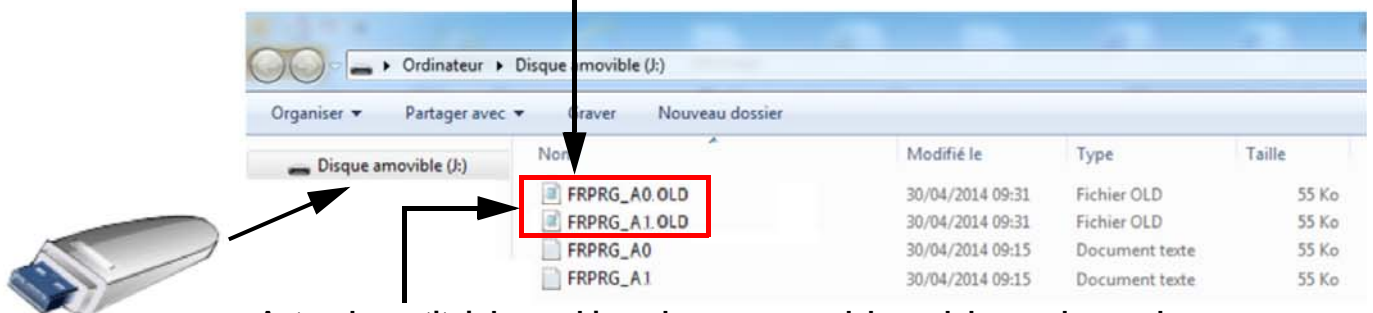 Ordinateur Disque amovible (J:)
Organiser Partager avec Graver Nouveau dossier
Disque amovible (J:)
Nom Modifié le Type Taille
FRPRG_A0.OLD 30/04/2014 09:31 Fichier OLD 55 Ko
FRPRG_A1.OLD 30/04/2014 09:31 Fichier OLD 55 Ko
FRPRG_A0 30/04/2014 09:15 Document texte 55 Ko
FRPRG_A1 30/04/2014 09:15 Document texte 55 Ko